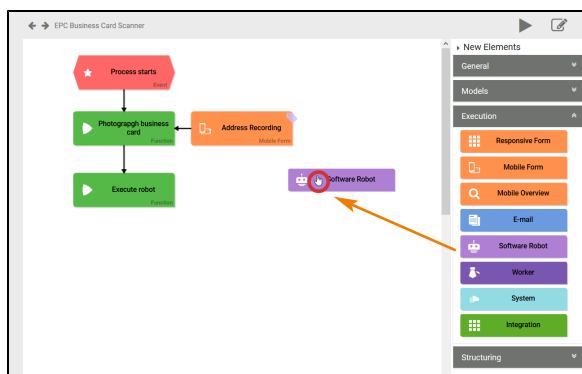 EPC Business Card Scanner
New Elements
General
Models
Execution
Responsive Form
Mobile Form
Mobile Overview
E-mail
Software Robot
Worker
System
Integration
Structuring
Process starts
Event
Photograpgh business
card
Function
Address Recording
Mobile Form
Execute robot
Function
Software Robot